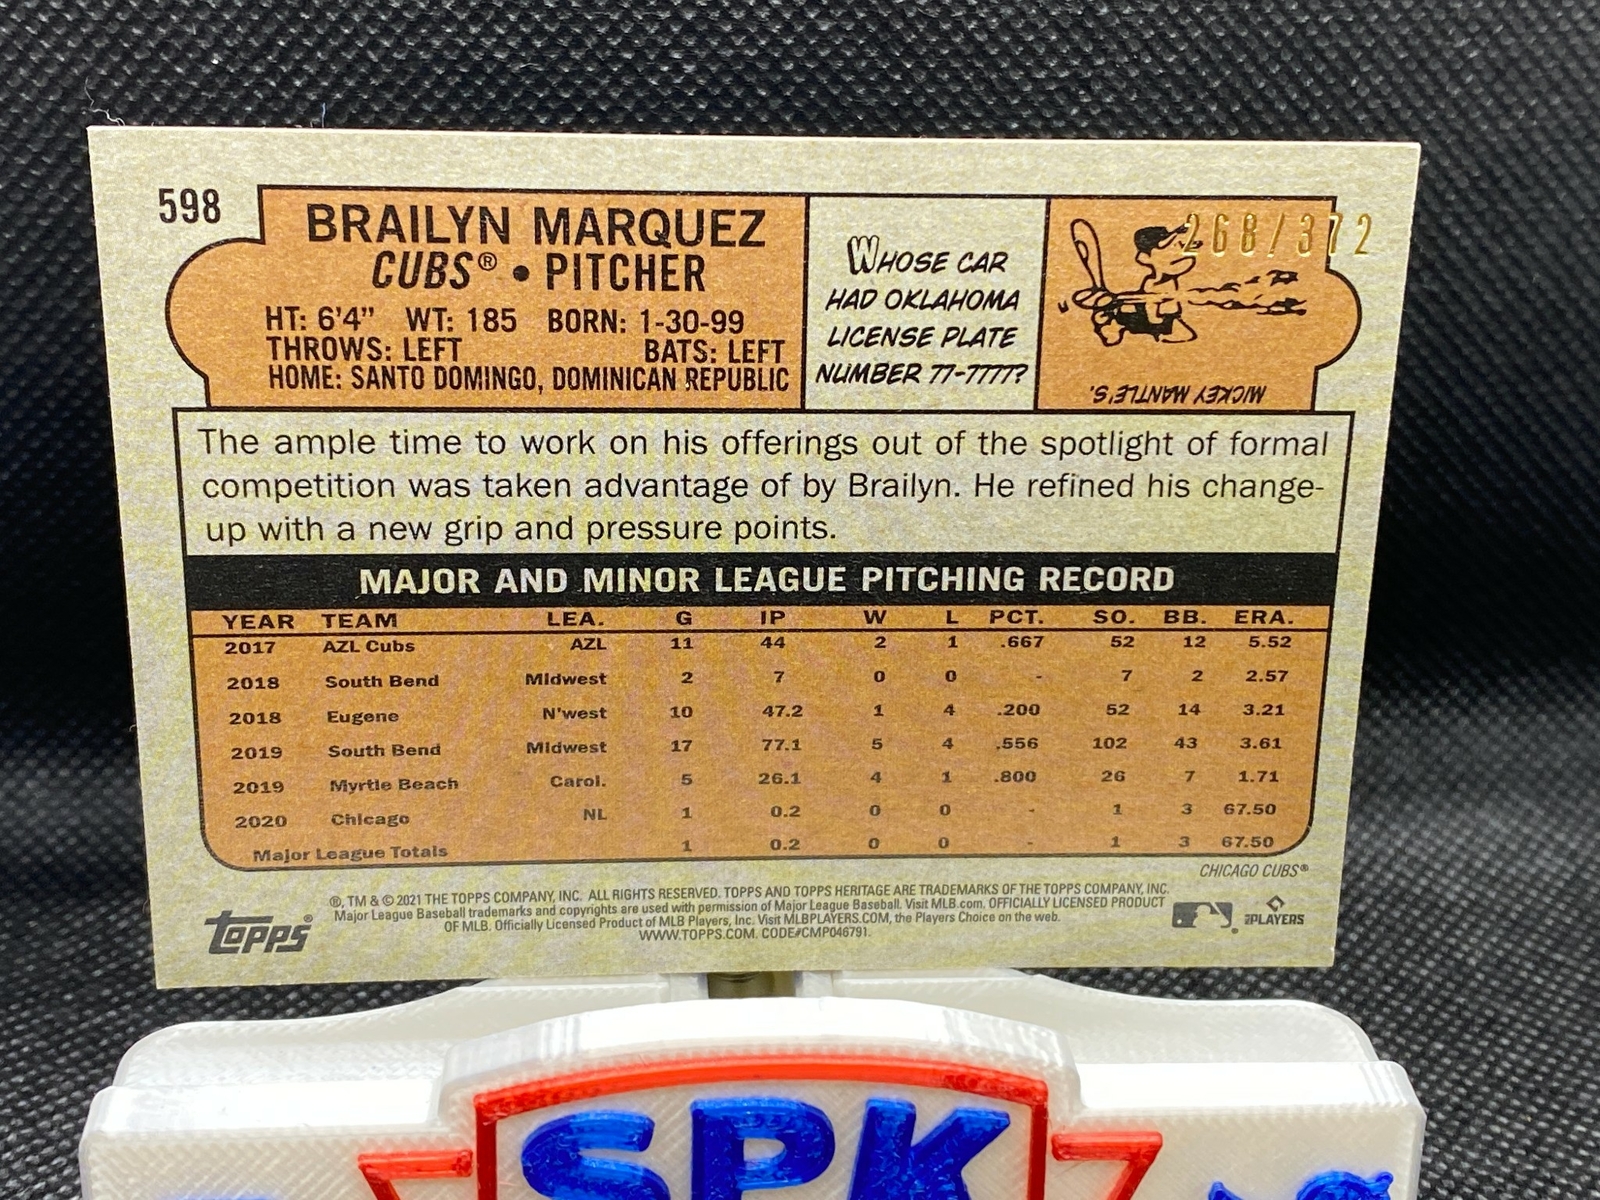 598
BRAILYN MARQUEZ
CUBS® • PITCHER
HT: 6'4" WT: 185 BORN: 1-30-99
THROWS: LEFT BATS: LEFT
HOME: SANTO DOMINGO, DOMINICAN REPUBLIC
WHOSE CAR
HAD OKLAHOMA
LICENSE PLATE
NUMBER 77-7777?
268/372
MICKEY MANTLE'S.
The ample time to work on his offerings out of the spotlight of formal
competition was taken advantage of by Brailyn. He refined his change-
up with a new grip and pressure points.
MAJOR AND MINOR LEAGUE PITCHING RECORD
YEAR TEAM LEA. G IP W L PCT. SO. BB. ERA.
2017 AZL Cubs AZL 11 44 2 1 .667 52 12 5.52
2018 South Bend Midwest 2 7 0 0 - 7 2 2.57
2018 Eugene N'west 10 47.2 1 4 .200 52 14 3.21
2019 South Bend Midwest 17 77.1 5 4 .556 102 43 3.61
2019 Myrtle Beach Carol. 5 26.1 4 1 .800 26 7 1.71
2020 Chicago NL 1 0.2 0 0 - 1 3 67.50
Major League Totals 1 0.2 0 0 - 1 3 67.50
CHICAGO CUBS®
®, TM & © 2021 THE TOPPS COMPANY, INC. ALL RIGHTS RESERVED. TOPPS AND TOPPS HERITAGE ARE TRADEMARKS OF THE TOPPS COMPANY, INC.
Major League Baseball trademarks and copyrights are used with permission of Major League Baseball. Visit MLB.com. OFFICIALLY LICENSED PRODUCT
OF MLB. Officially Licensed Product of MLB Players, Inc. Visit MLBPLAYERS.COM, the Players Choice on the web.
WWW.TOPPS.COM. CODE#CMP046791.
TOPPS®
MLB PLAYERS
SPK